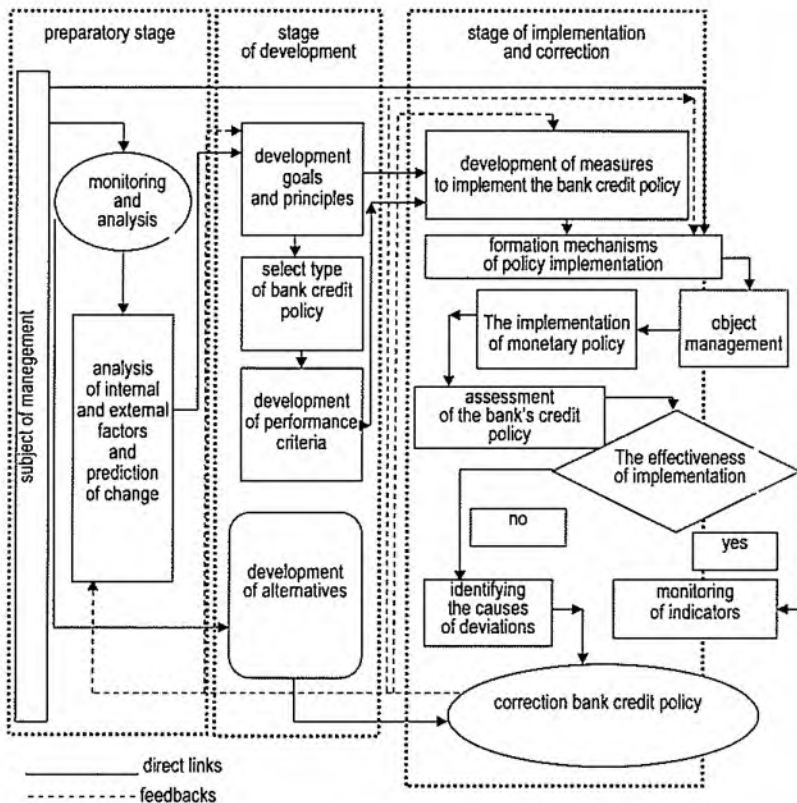 preparatory stage
stage
of development
stage of implementation
and correction
subject of manegement
monitoring
and
analysis
analysis
of internal
and external
factors
and
prediction
of change
development
goals
and principles
select type
of bank credit
policy
development
of performance
criteria
development
of alternatives
development of measures
to implement the bank credit policy
formation mechanisms
of policy implementation
The implementation
of monetary policy
object
management
assessment
of the bank's credit
policy
The effectiveness
of implementation
no
yes
identifying
the causes
of deviations
monitoring
of indicators
correction bank credit policy
direct links
feedbacks